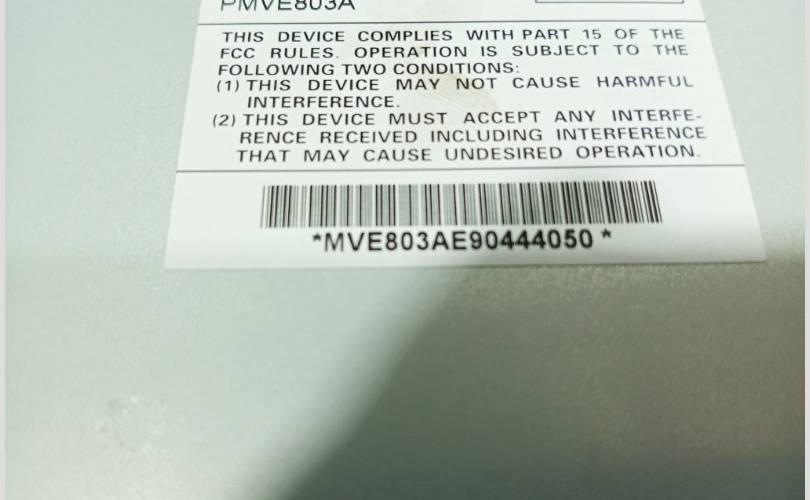 PMVE803A
THIS DEVICE COMPLIES WITH PART 15 OF THE
FCC RULES. OPERATION IS SUBJECT TO THE
FOLLOWING TWO CONDITIONS:
(1) THIS DEVICE MAY NOT CAUSE HARMFUL
INTERFERENCE.
(2) THIS DEVICE MUST ACCEPT ANY INTERFE-
RENCE RECEIVED INCLUDING INTERFERENCE
THAT MAY CAUSE UNDESIRED OPERATION.
*MVE803AE90444050 *